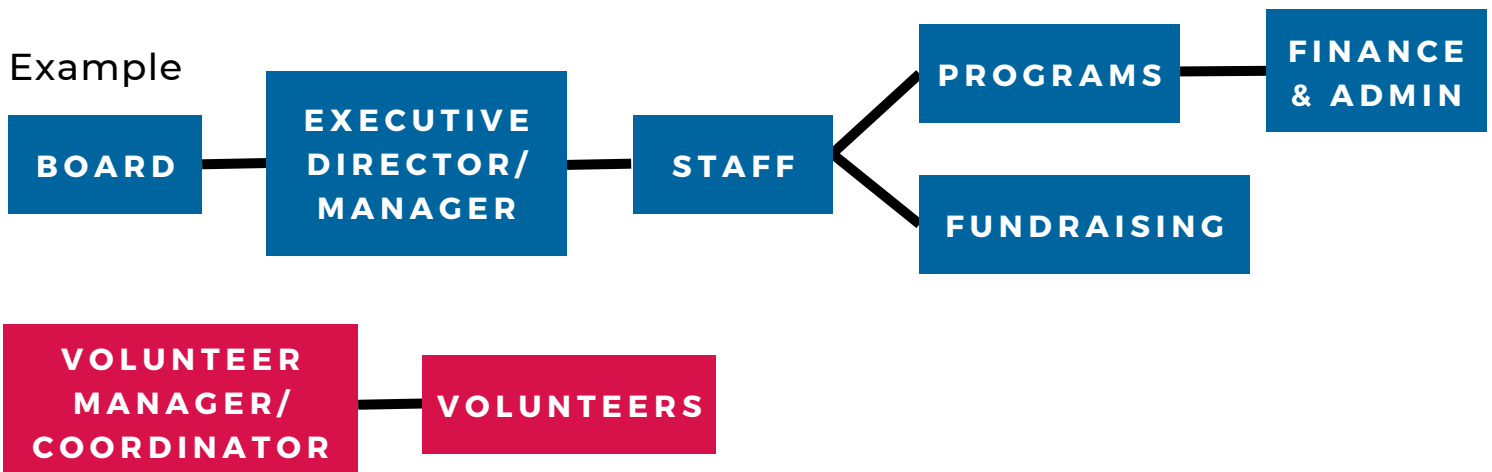 Example
BOARD
EXECUTIVE
DIRECTOR/
MANAGER
STAFF
PROGRAMS
FINANCE
& ADMIN
FUNDRAISING
VOLUNTEER
MANAGER/
COORDINATOR
VOLUNTEERS